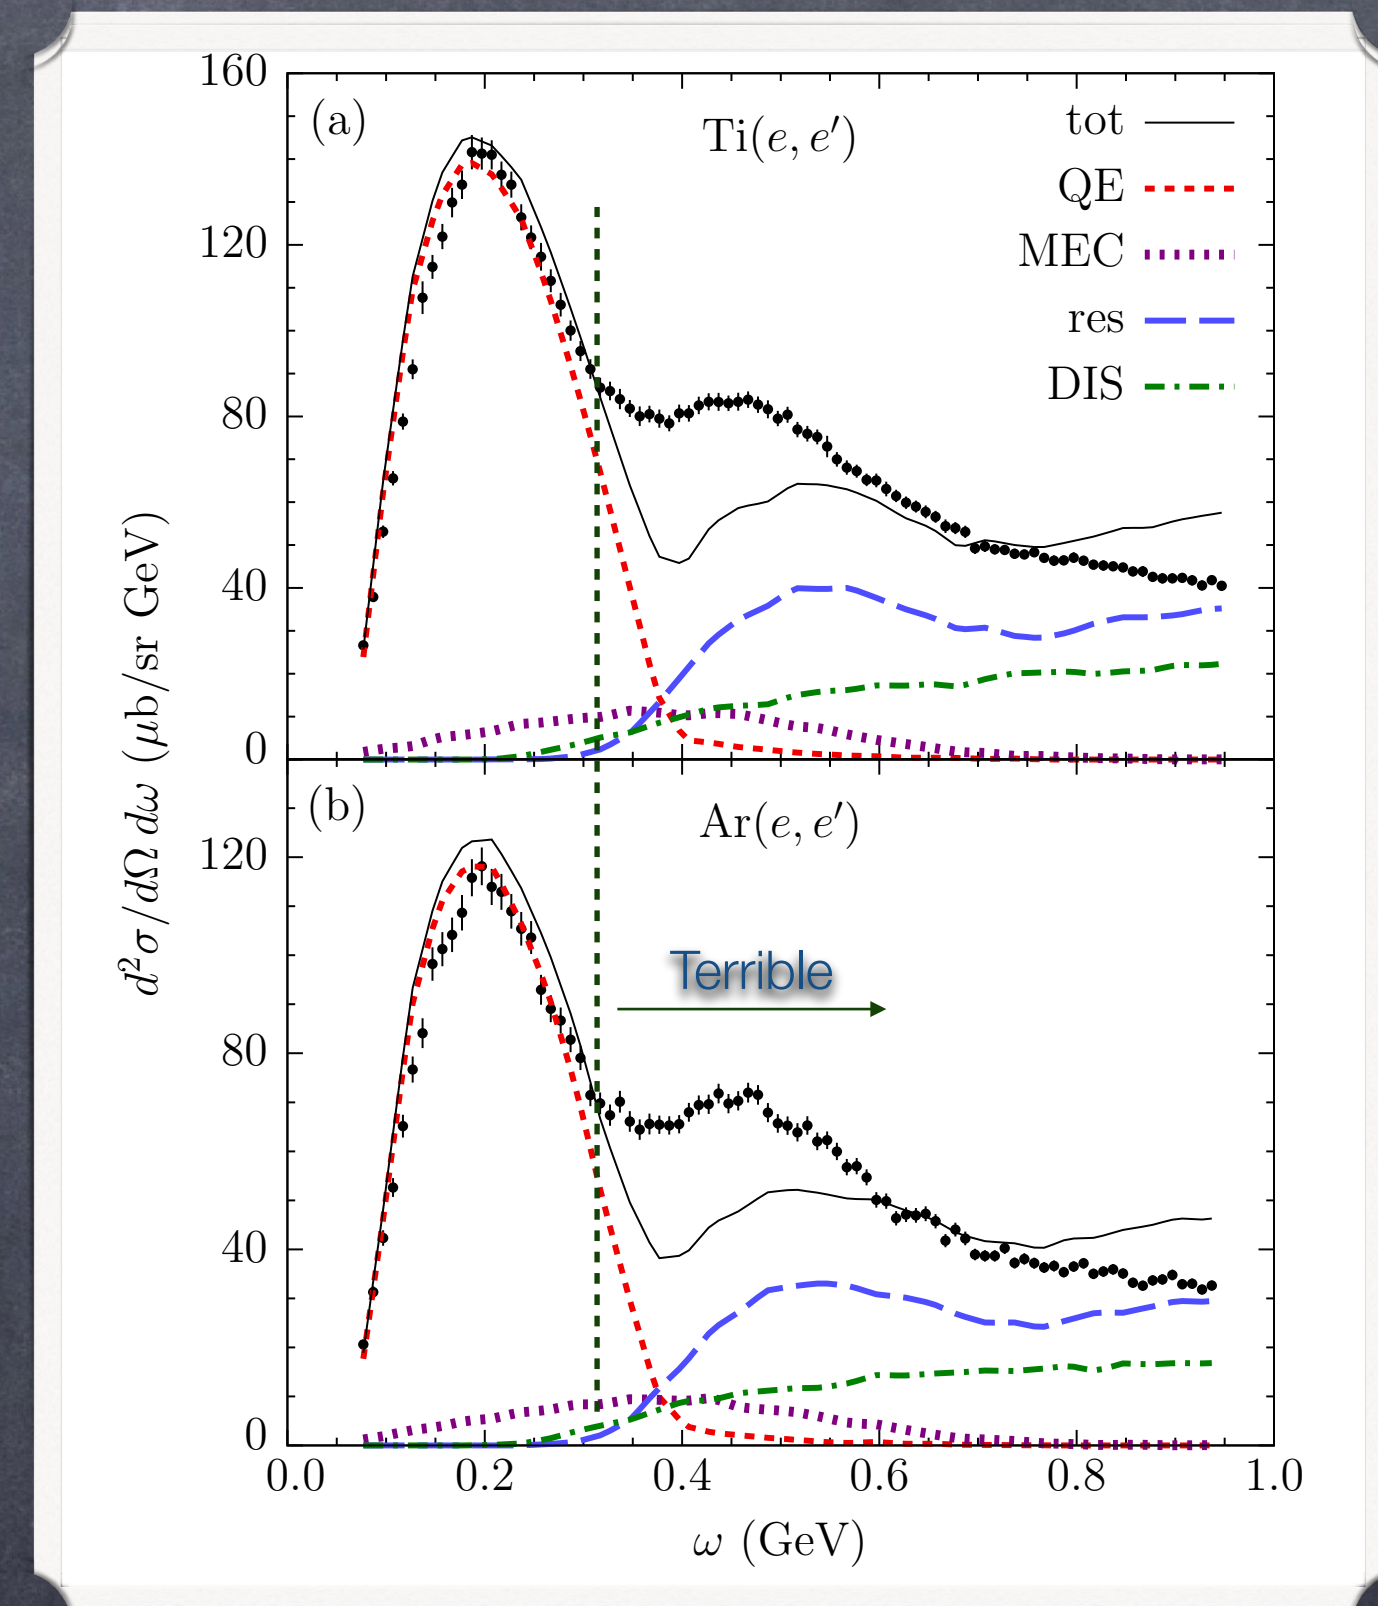 160
(a)
Ti(e, e′)
tot
QE
MEC
res
DIS
120
80
40
0
d²σ/dΩ dω (μb/sr GeV)
(b)
Ar(e, e′)
120
Terrible
80
40
0
0.0 0.2 0.4 0.6 0.8 1.0
ω (GeV)